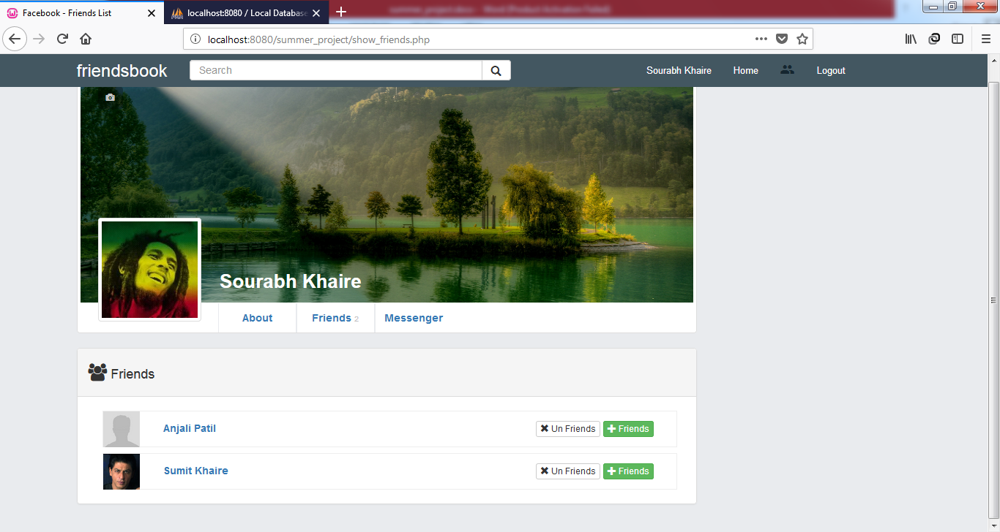 Facebook - Friends List
localhost:8080 / Local Database
summer_project.docx - Word (Product Activation Failed)
localhost:8080/summer_project/show_friends.php
friendsbook
Search
Sourabh Khaire
Home
Logout
Sourabh Khaire
About
Friends 2
Messenger
Friends
Anjali Patil
Un Friends
Friends
Sumit Khaire
Un Friends
Friends